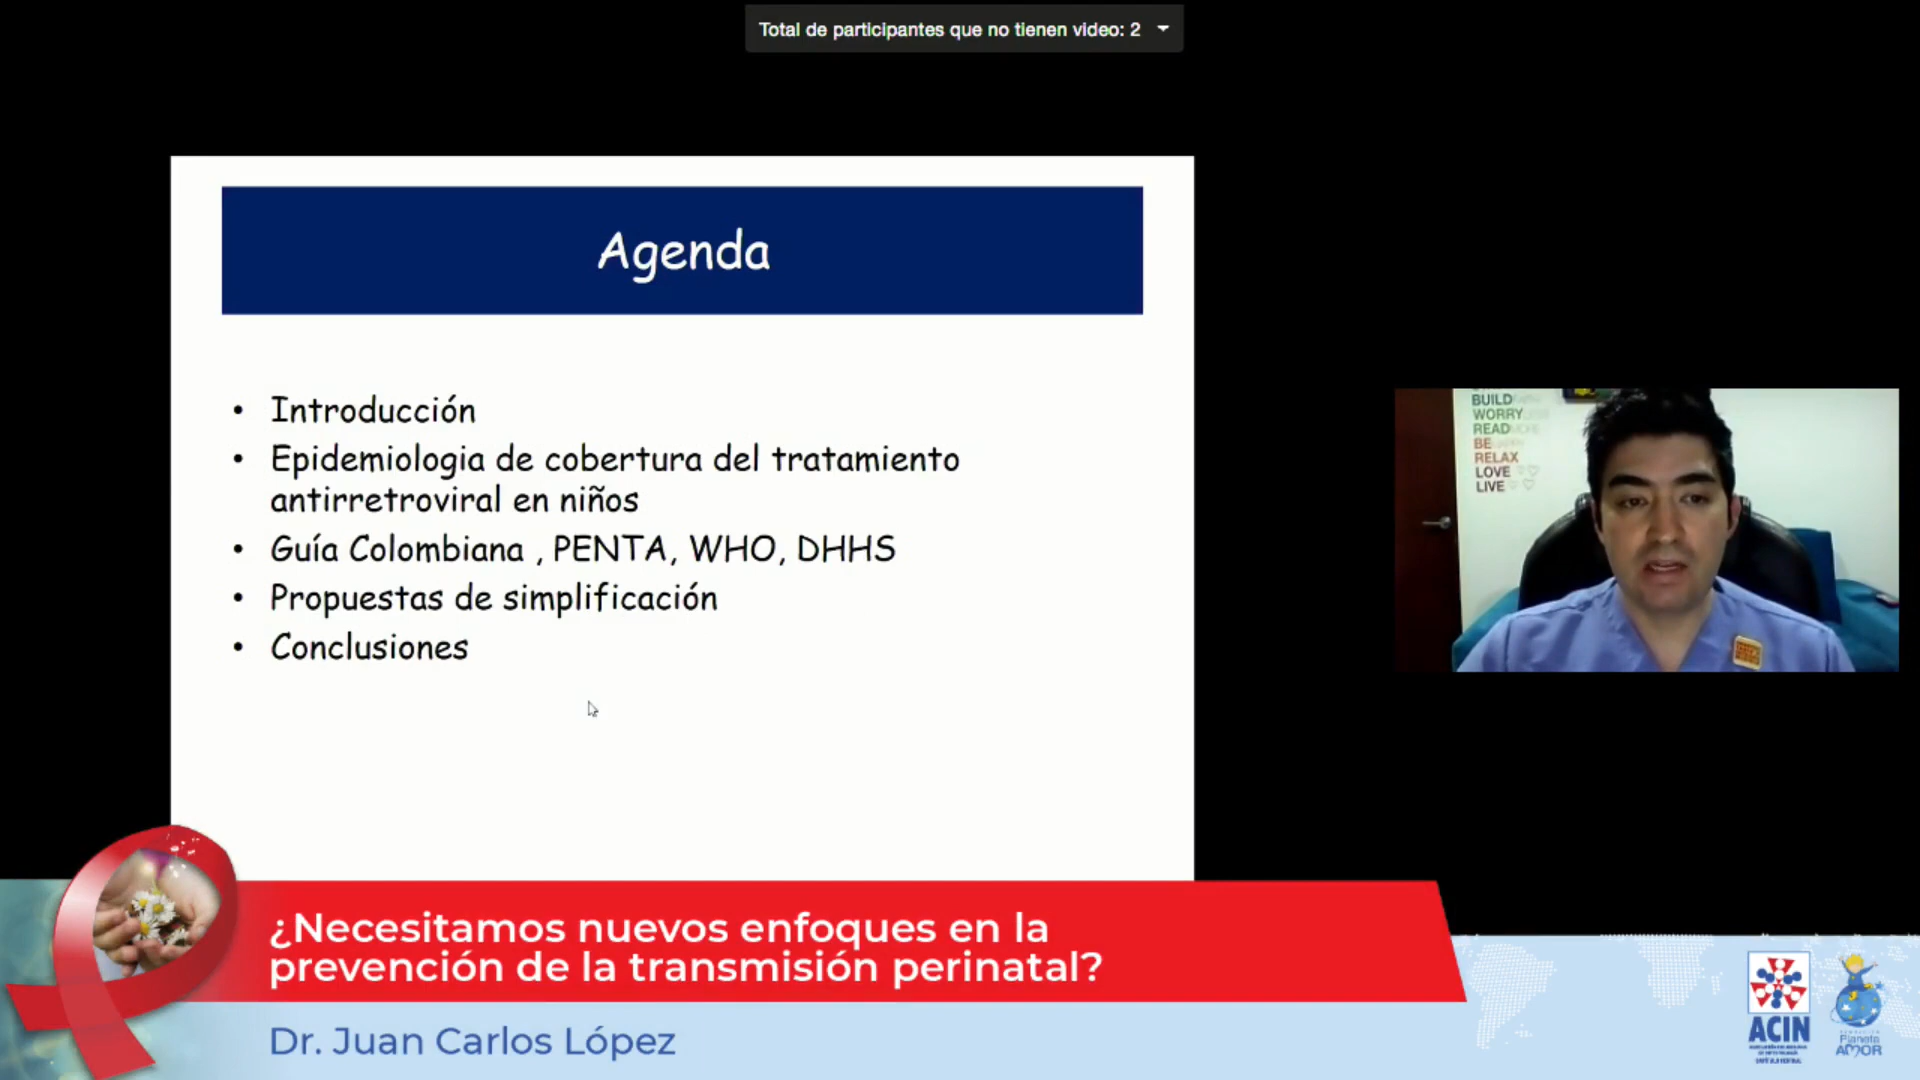 Total de participantes que no tienen video: 2
Agenda
• Introducción
• Epidemiologia de cobertura del tratamiento
antirretroviral en niños
• Guía Colombiana , PENTA, WHO, DHHS
• Propuestas de simplificación
• Conclusiones
BUILD
WORRY
READ MORE
BE
RELAX
LOVE
LIVE
¿Necesitamos nuevos enfoques en la
prevención de la transmisión perinatal?
Dr. Juan Carlos López
ACIN
Planeta
AMOR